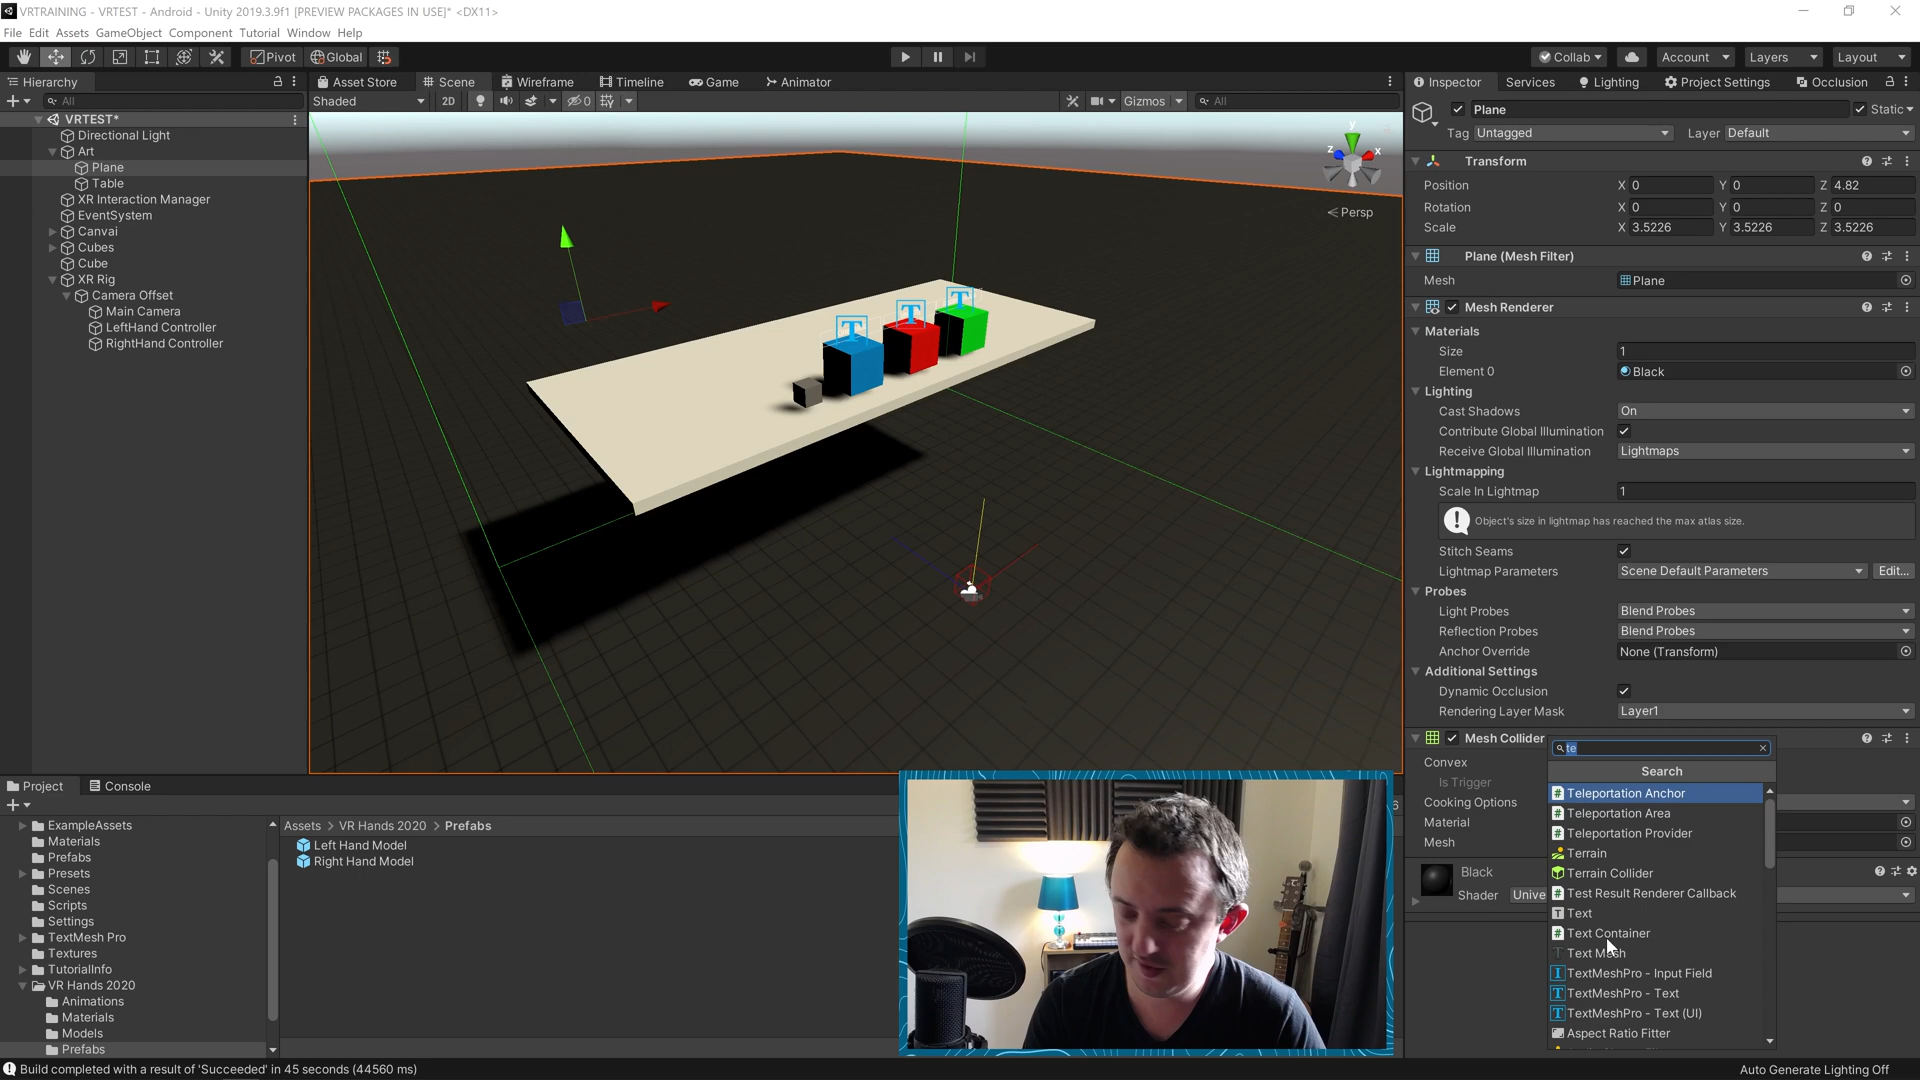 VRTRAINING - VRTEST - Android - Unity 2019.3.9f1 [PREVIEW PACKAGES IN USE]* <DX11>
File Edit Assets GameObject Component Tutorial Window Help
Pivot Global Collab Account Layers Layout
Hierarchy
All
VRTEST*
Directional Light
Art
Plane
Table
XR Interaction Manager
EventSystem
Canvai
Cubes
Cube
XR Rig
Camera Offset
Main Camera
LeftHand Controller
RightHand Controller
Asset Store Scene Wireframe Timeline Game Animator
Shaded 2D 0 Gizmos All
y
z x
Persp
T T T
Inspector Services Lighting Project Settings Occlusion
Plane Static
Tag Untagged Layer Default
Transform
Position X 0 Y 0 Z 4.82
Rotation X 0 Y 0 Z 0
Scale X 3.5226 Y 3.5226 Z 3.5226
Plane (Mesh Filter)
Mesh Plane
Mesh Renderer
Materials
Size 1
Element 0 Black
Lighting
Cast Shadows On
Contribute Global Illumination
Receive Global Illumination Lightmaps
Lightmapping
Scale In Lightmap 1
Object's size in lightmap has reached the max atlas size.
Stitch Seams
Lightmap Parameters Scene Default Parameters Edit...
Probes
Light Probes Blend Probes
Reflection Probes Blend Probes
Anchor Override None (Transform)
Additional Settings
Dynamic Occlusion
Rendering Layer Mask Layer1
Mesh Collider
Convex
Is Trigger
Cooking Options
Material
Mesh
Black
Shader Unive
te
Search
Teleportation Anchor
Teleportation Area
Teleportation Provider
Terrain
Terrain Collider
Test Result Renderer Callback
Text
Text Container
Text Mesh
TextMeshPro - Input Field
TextMeshPro - Text
TextMeshPro - Text (UI)
Aspect Ratio Filter
Project Console
ExampleAssets
Materials
Prefabs
Presets
Scenes
Scripts
Settings
TextMesh Pro
Textures
TutorialInfo
VR Hands 2020
Animations
Materials
Models
Prefabs
Assets > VR Hands 2020 > Prefabs
Left Hand Model
Right Hand Model
Build completed with a result of 'Succeeded' in 45 seconds (44560 ms)
Auto Generate Lighting Off